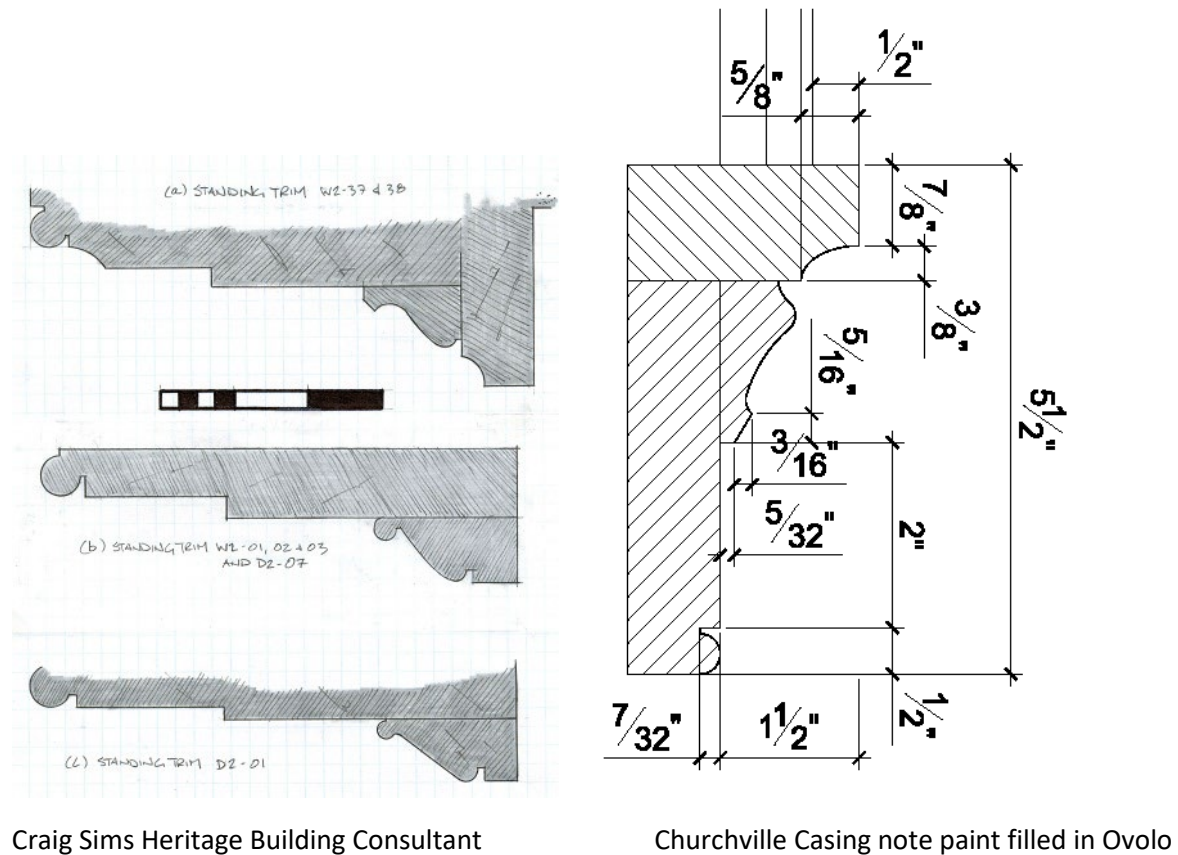 (a) STANDING TRIM W2-37 & 38
(b) STANDING TRIM W2-01, 02 + 03
AND D2-07
(c) STANDING TRIM D2-01
1/2"
5/8"
7/8"
3/8"
5/16"
5 1/2"
3/16"
5/32"
2"
7/32"
1 1/2"
1/2"
Craig Sims Heritage Building Consultant
Churchville Casing note paint filled in Ovolo